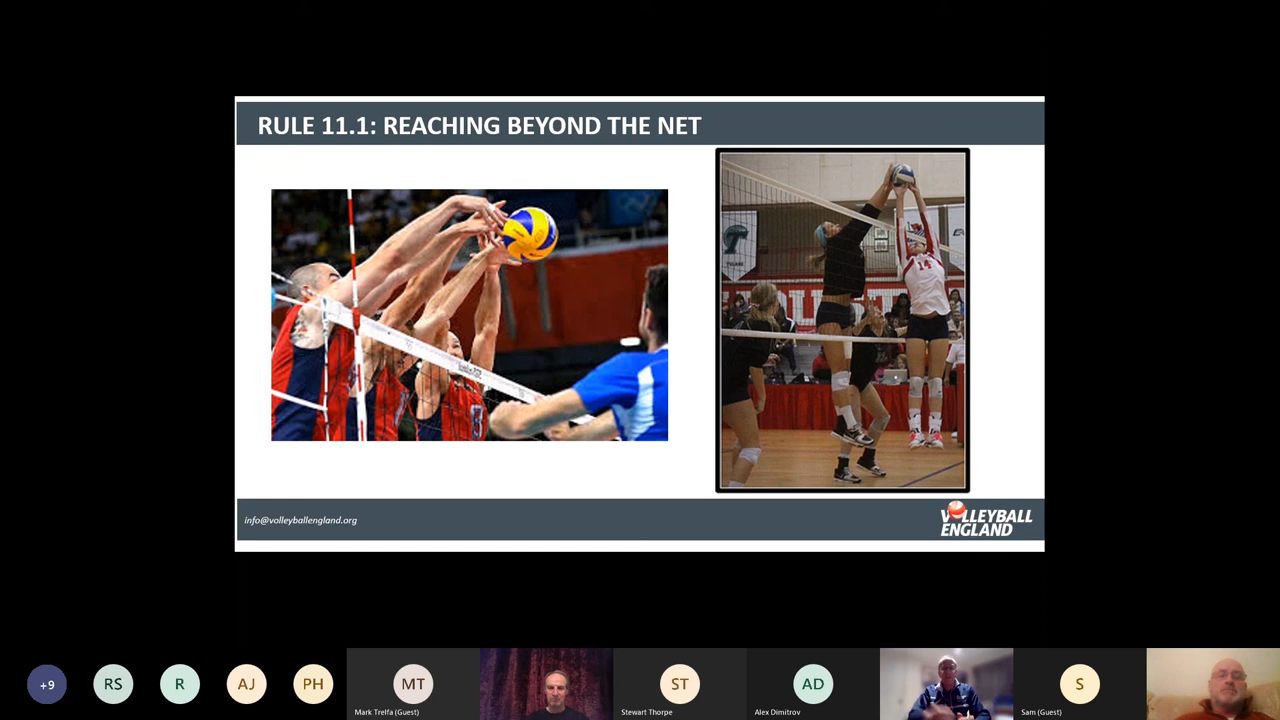 RULE 11.1: REACHING BEYOND THE NET
14
info@volleyballengland.org
VOLLEYBALL
ENGLAND
+9
RS
R
AJ
PH
MT
ST
AD
S
Mark Trelfa (Guest)
Stewart Thorpe
Alex Dimitrov
Sam (Guest)